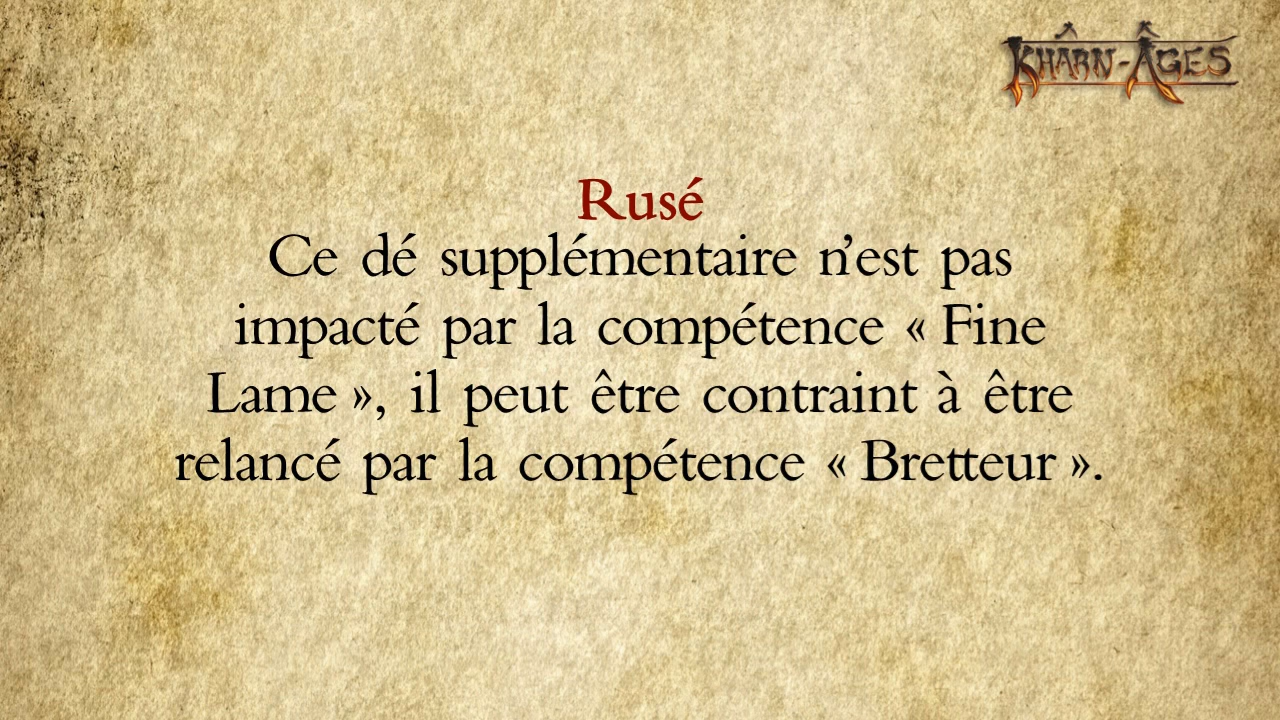 KHÂRN-ÂGES
Rusé
Ce dé supplémentaire n’est pas
impacté par la compétence « Fine
Lame », il peut être contraint à être
relancé par la compétence « Bretteur ».